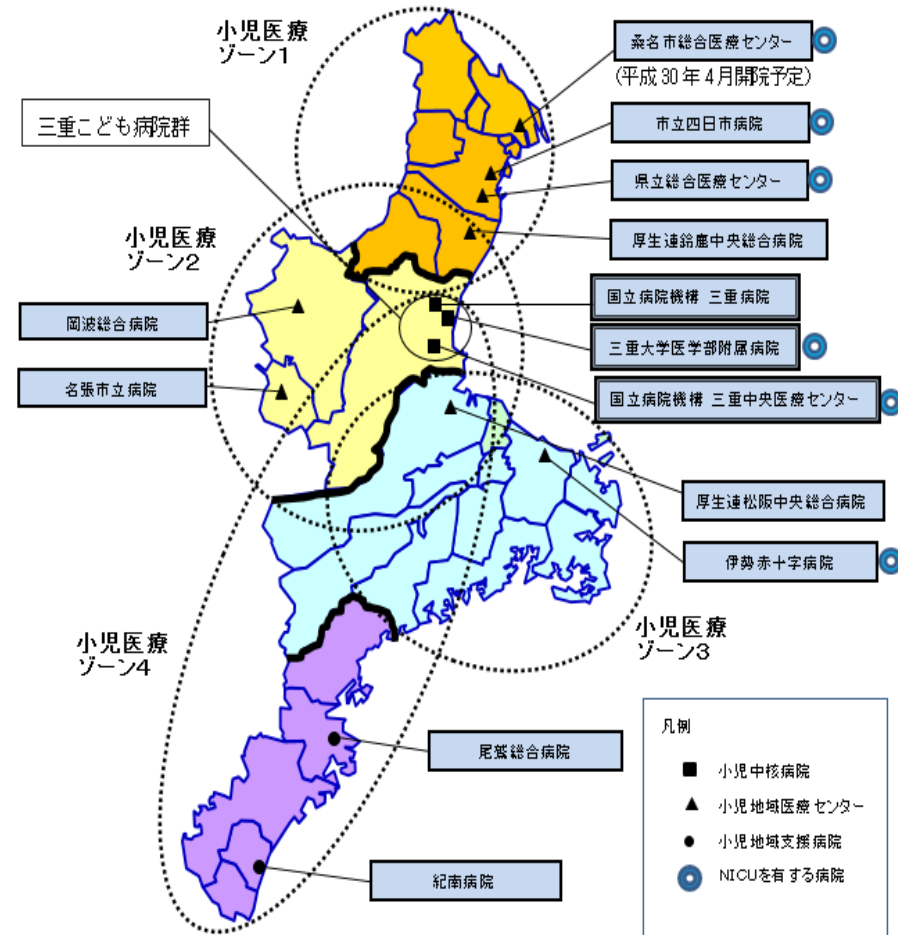 小児医療
ゾーン1
桑名市総合医療センター
(平成30年4月開院予定)
三重こども病院群
市立四日市病院
県立総合医療センター
小児医療
ゾーン2
厚生連鈴鹿中央総合病院
国立病院機構 三重病院
岡波総合病院
三重大学医学部附属病院
名張市立病院
国立病院機構 三重中央医療センター
厚生連松阪中央総合病院
伊勢赤十字病院
小児医療
ゾーン3
小児医療
ゾーン4
尾鷲総合病院
紀南病院
凡例
小児中核病院
小児地域医療センター
小児地域支援病院
NICUを有する病院